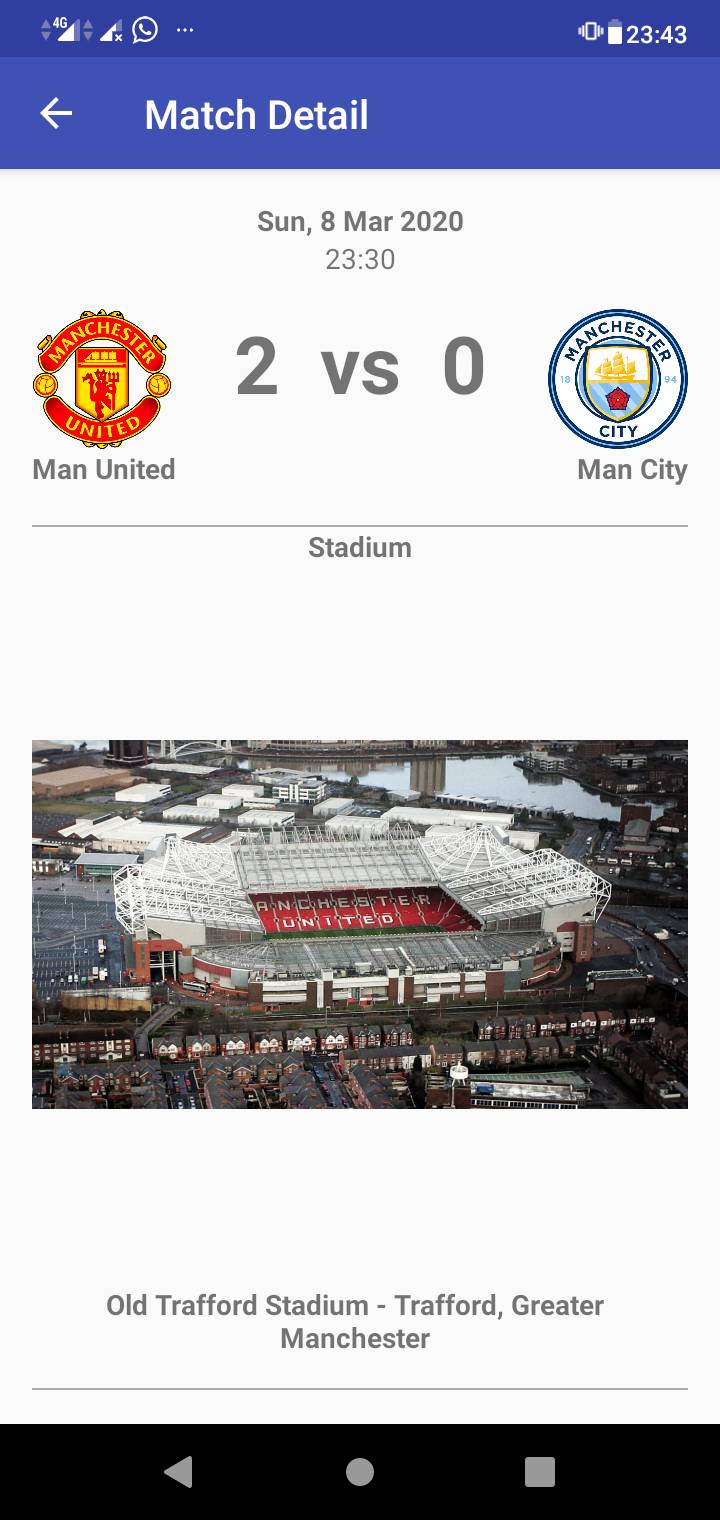 4G
23:43
Match Detail
Sun, 8 Mar 2020
23:30
MANCHESTER
UNITED
2 vs 0
MANCHESTER
18 94
CITY
Man United
Man City
Stadium
ANCHESTER
UNITED
Old Trafford Stadium - Trafford, Greater
Manchester